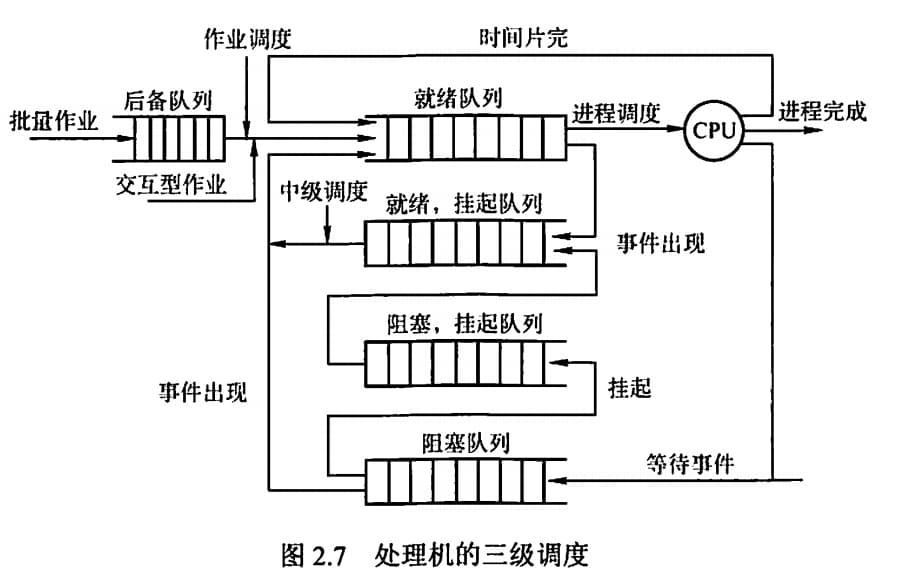 作业调度
时间片完
后备队列
就绪队列
批量作业
进程调度
CPU
进程完成
交互型作业
中级调度
就绪，挂起队列
事件出现
阻塞，挂起队列
事件出现
挂起
阻塞队列
等待事件
图 2.7 处理机的三级调度